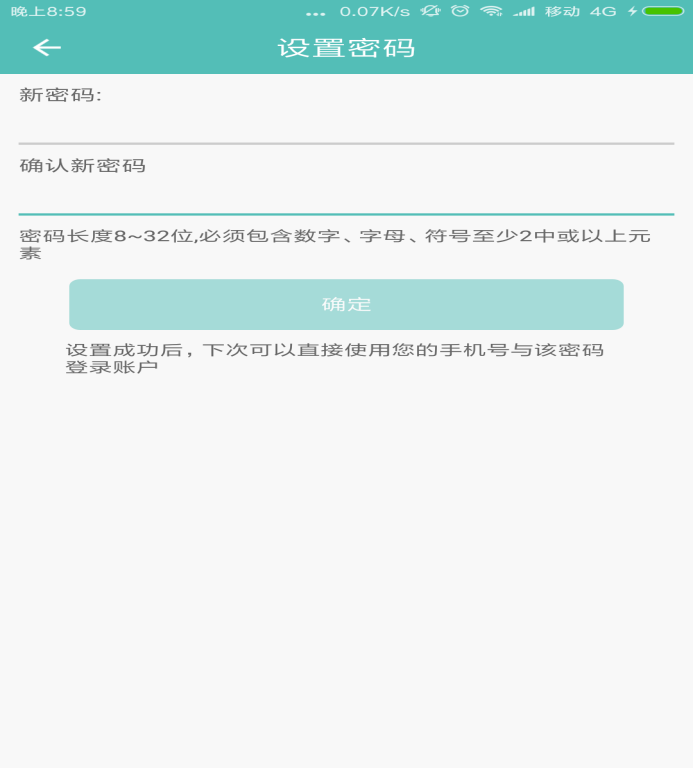 晚上8:59 ... 0.07K/s 移动 4G
设置密码
新密码:
确认新密码
密码长度8~32位,必须包含数字、字母、符号至少2中或以上元
素
确定
设置成功后，下次可以直接使用您的手机号与该密码
登录账户